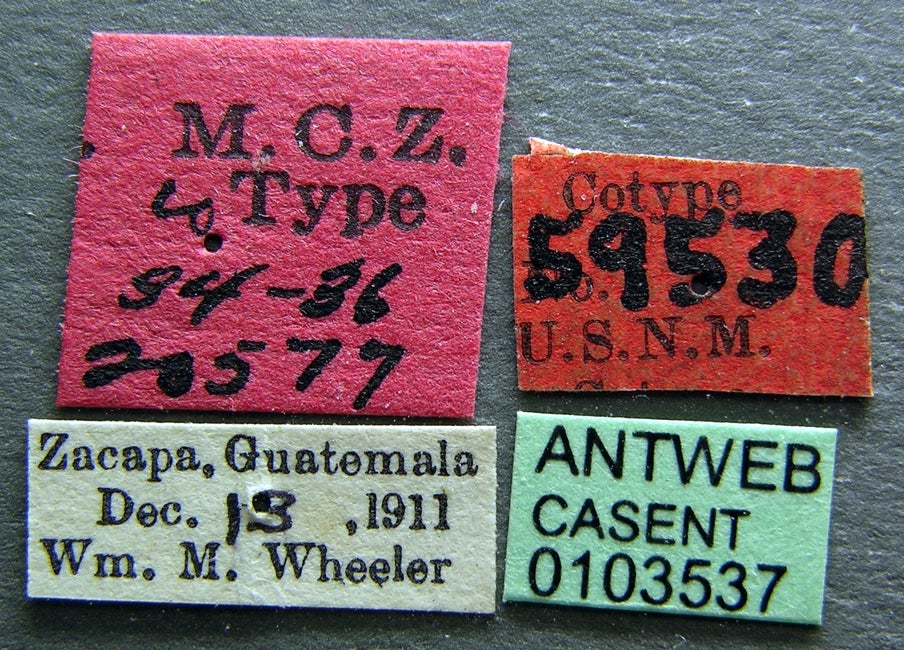 M.C.Z.
Type
34-36
20577
Cotype
59530
U.S.N.M.
Zacapa, Guatemala
Dec. 13, 1911
Wm. M. Wheeler
ANTWEB
CASENT
0103537